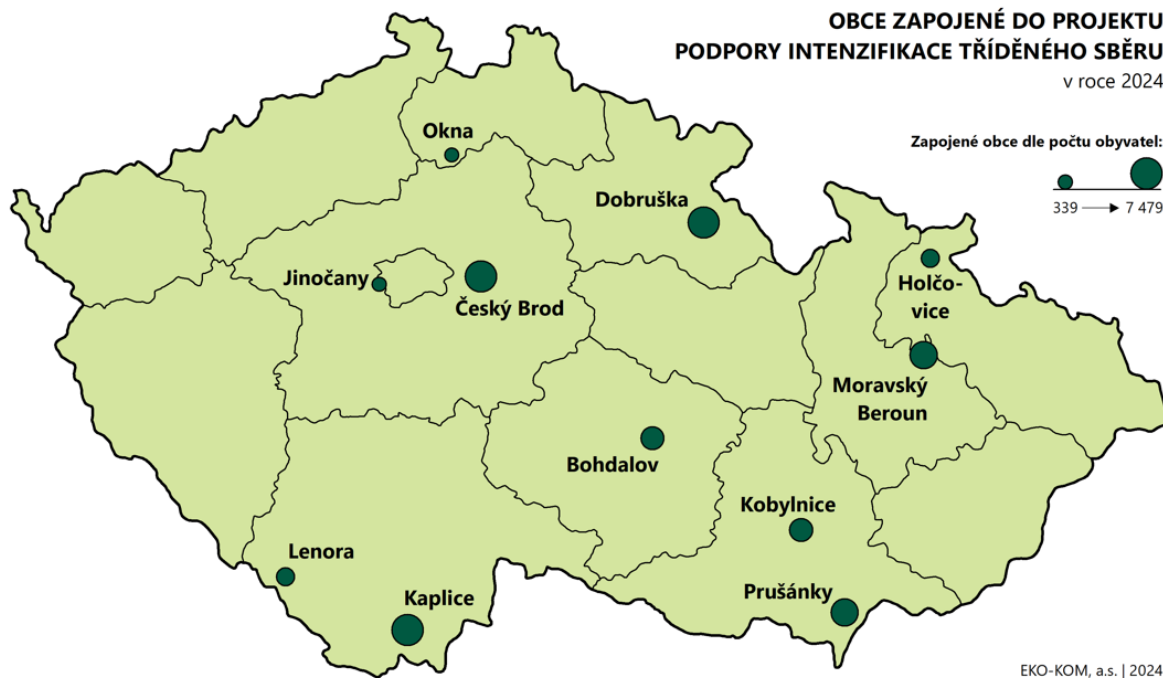 OBCE ZAPOJENÉ DO PROJEKTU
PODPORY INTENZIFIKACE TŘÍDĚNÉHO SBĚRU
v roce 2024
Zapojené obce dle počtu obyvatel:
339 → 7 479
Okna
Dobruška
Jinočany
Český Brod
Holčo-
vice
Moravský
Beroun
Bohdalov
Kobylnice
Lenora
Kaplice
Prušánky
EKO-KOM, a.s. | 2024